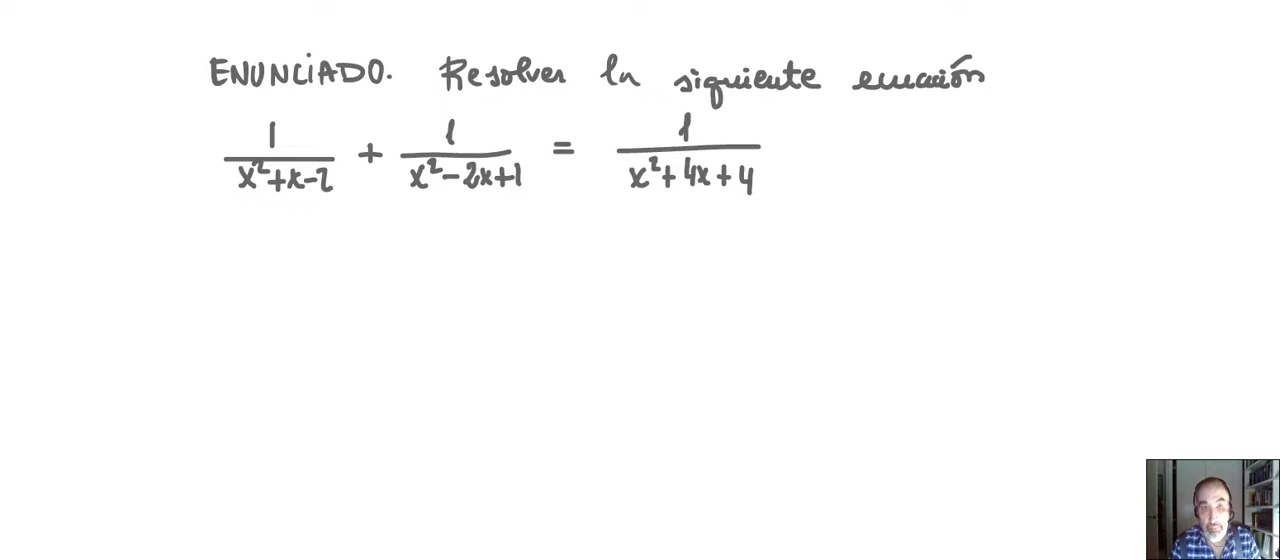 ENUNCIADO. Resolver la siguiente ecuación
1/(x²+x-2) + 1/(x²-2x+1) = 1/(x²+4x+4)